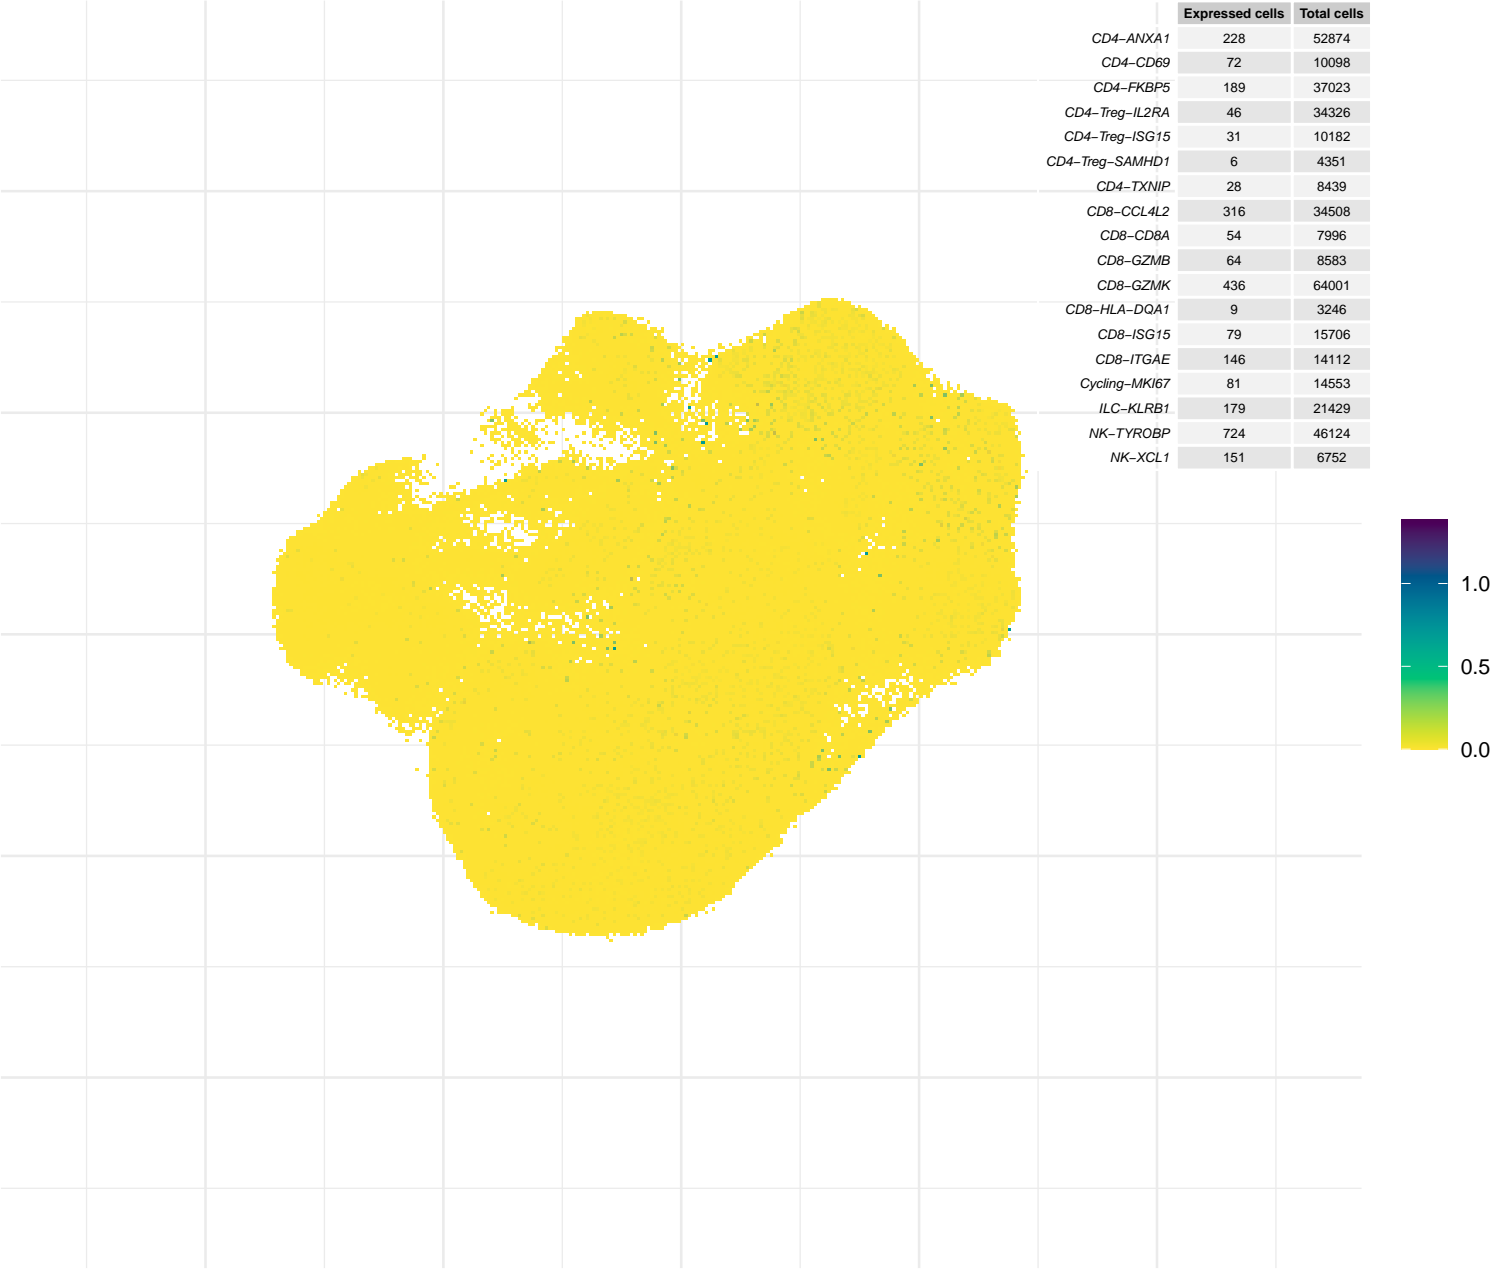 Expressed cells Total cells
CD4−ANXA1 228 52874
CD4−CD69 72 10098
CD4−FKBP5 189 37023
CD4−Treg−IL2RA 46 34326
CD4−Treg−ISG15 31 10182
CD4−Treg−SAMHD1 6 4351
CD4−TXNIP 28 8439
CD8−CCL4L2 316 34508
CD8−CD8A 54 7996
CD8−GZMB 64 8583
CD8−GZMK 436 64001
CD8−HLA−DQA1 9 3246
CD8−ISG15 79 15706
CD8−ITGAE 146 14112
Cycling−MKI67 81 14553
ILC−KLRB1 179 21429
NK−TYROBP 724 46124
NK−XCL1 151 6752
1.0
0.5
0.0